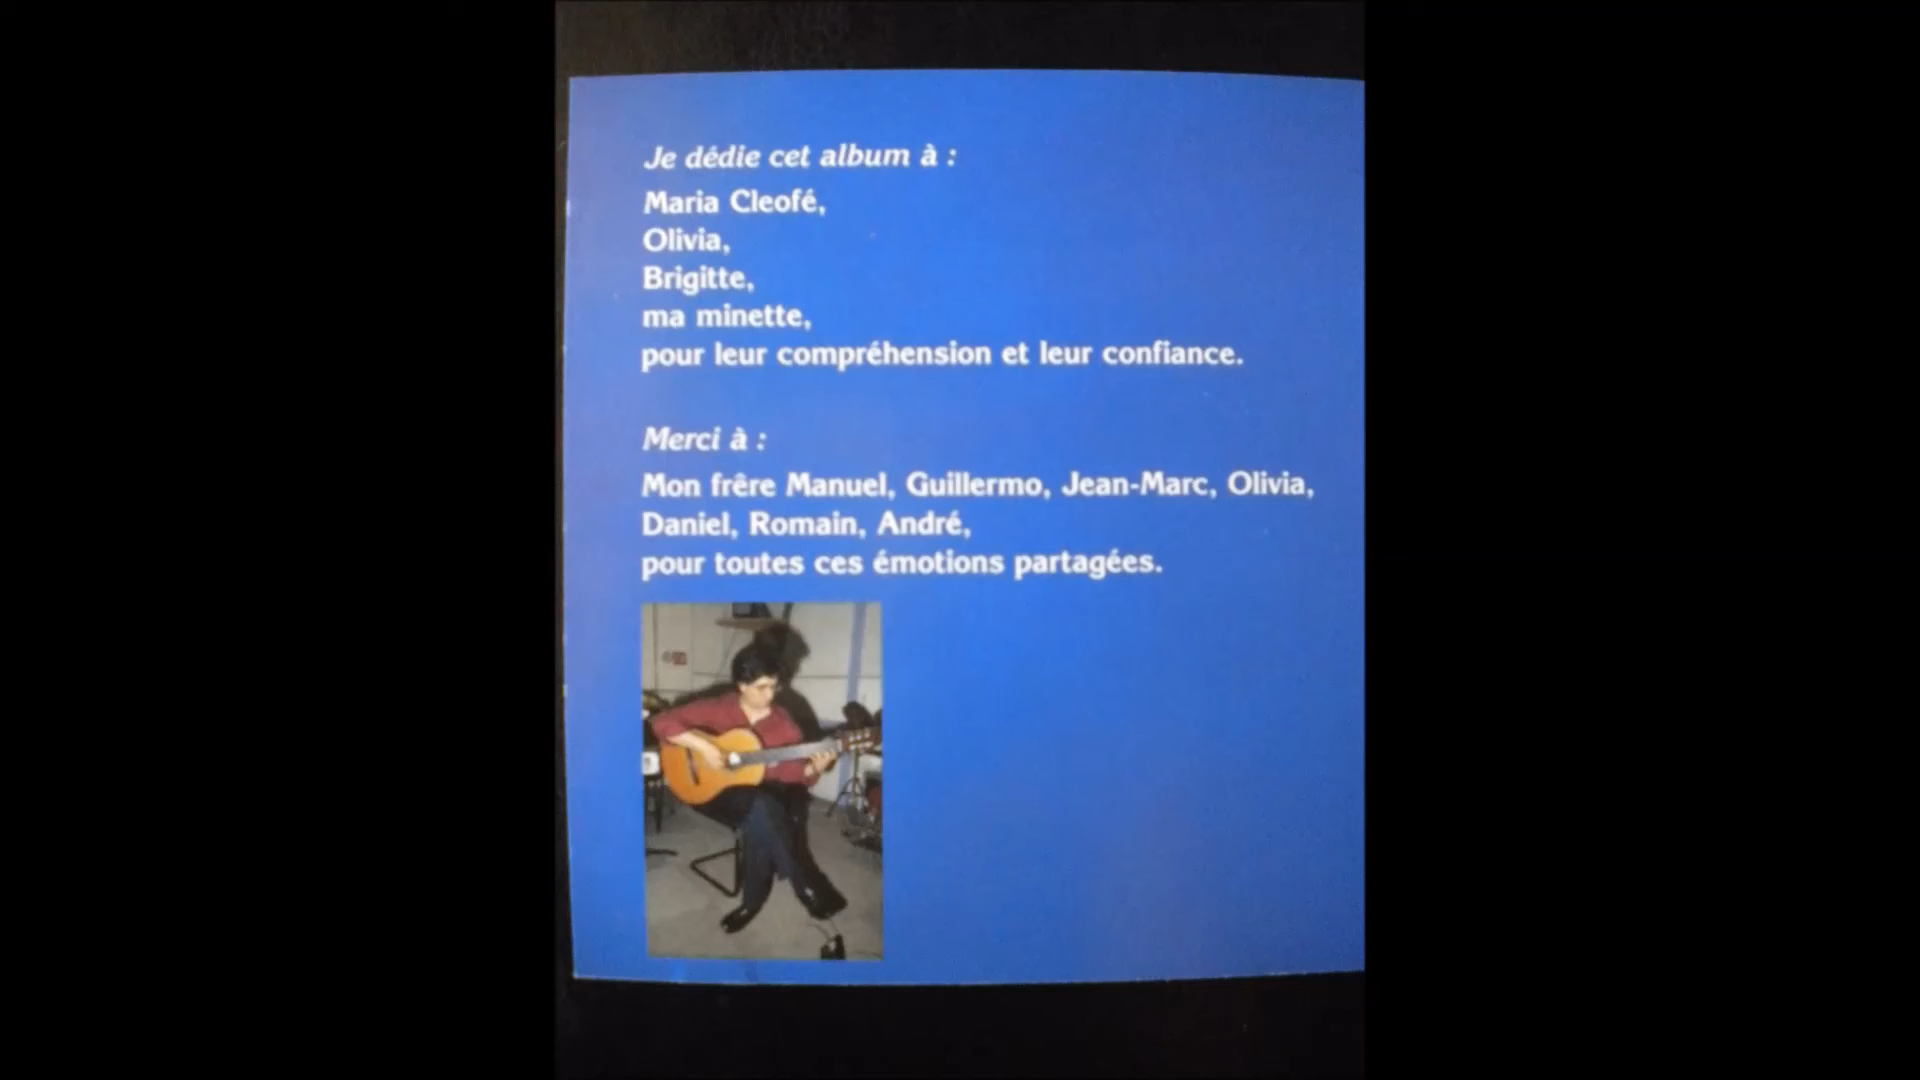 Je dédie cet album à :
Maria Cleofé,
Olivia,
Brigitte,
ma minette,
pour leur compréhension et leur confiance.
Merci à :
Mon frêre Manuel, Guillermo, Jean-Marc, Olivia,
Daniel, Romain, André,
pour toutes ces émotions partagées.